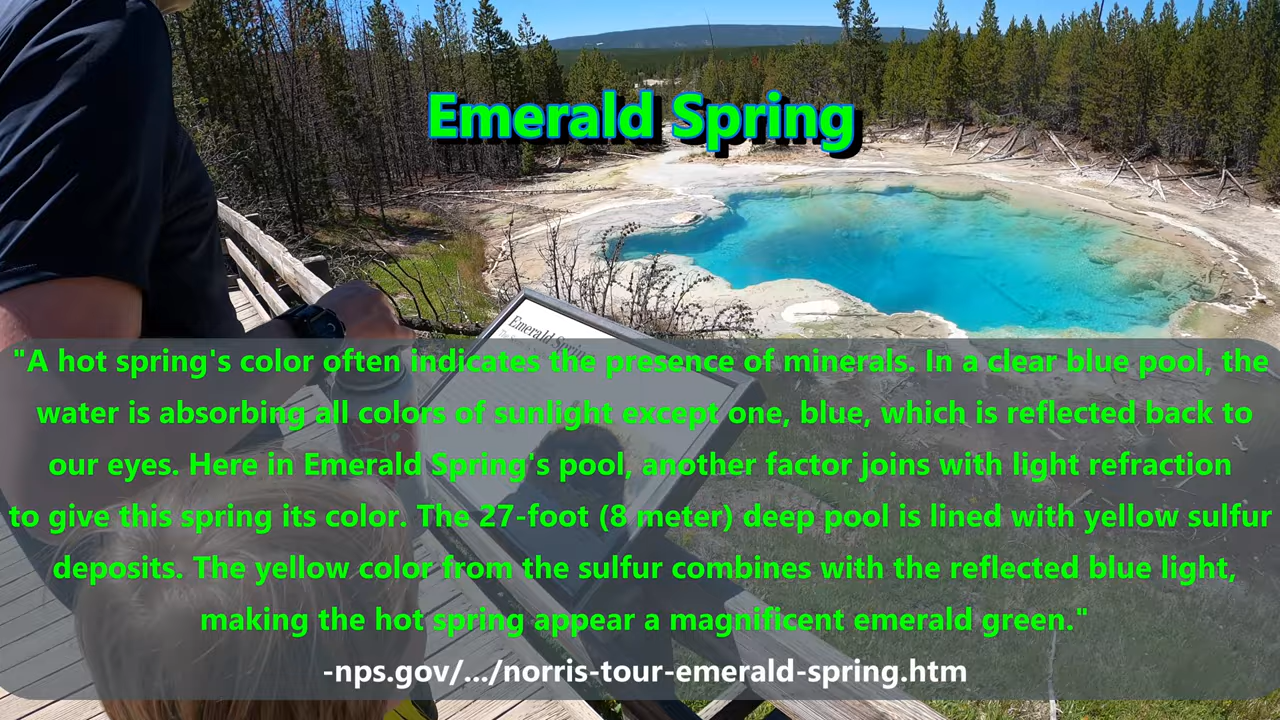 Emerald Spring
Emerald Spring
"A hot spring's color often indicates the presence of minerals. In a clear blue pool, the
water is absorbing all colors of sunlight except one, blue, which is reflected back to
our eyes. Here in Emerald Spring's pool, another factor joins with light refraction
to give this spring its color. The 27-foot (8 meter) deep pool is lined with yellow sulfur
deposits. The yellow color from the sulfur combines with the reflected blue light,
making the hot spring appear a magnificent emerald green."
-nps.gov/.../norris-tour-emerald-spring.htm